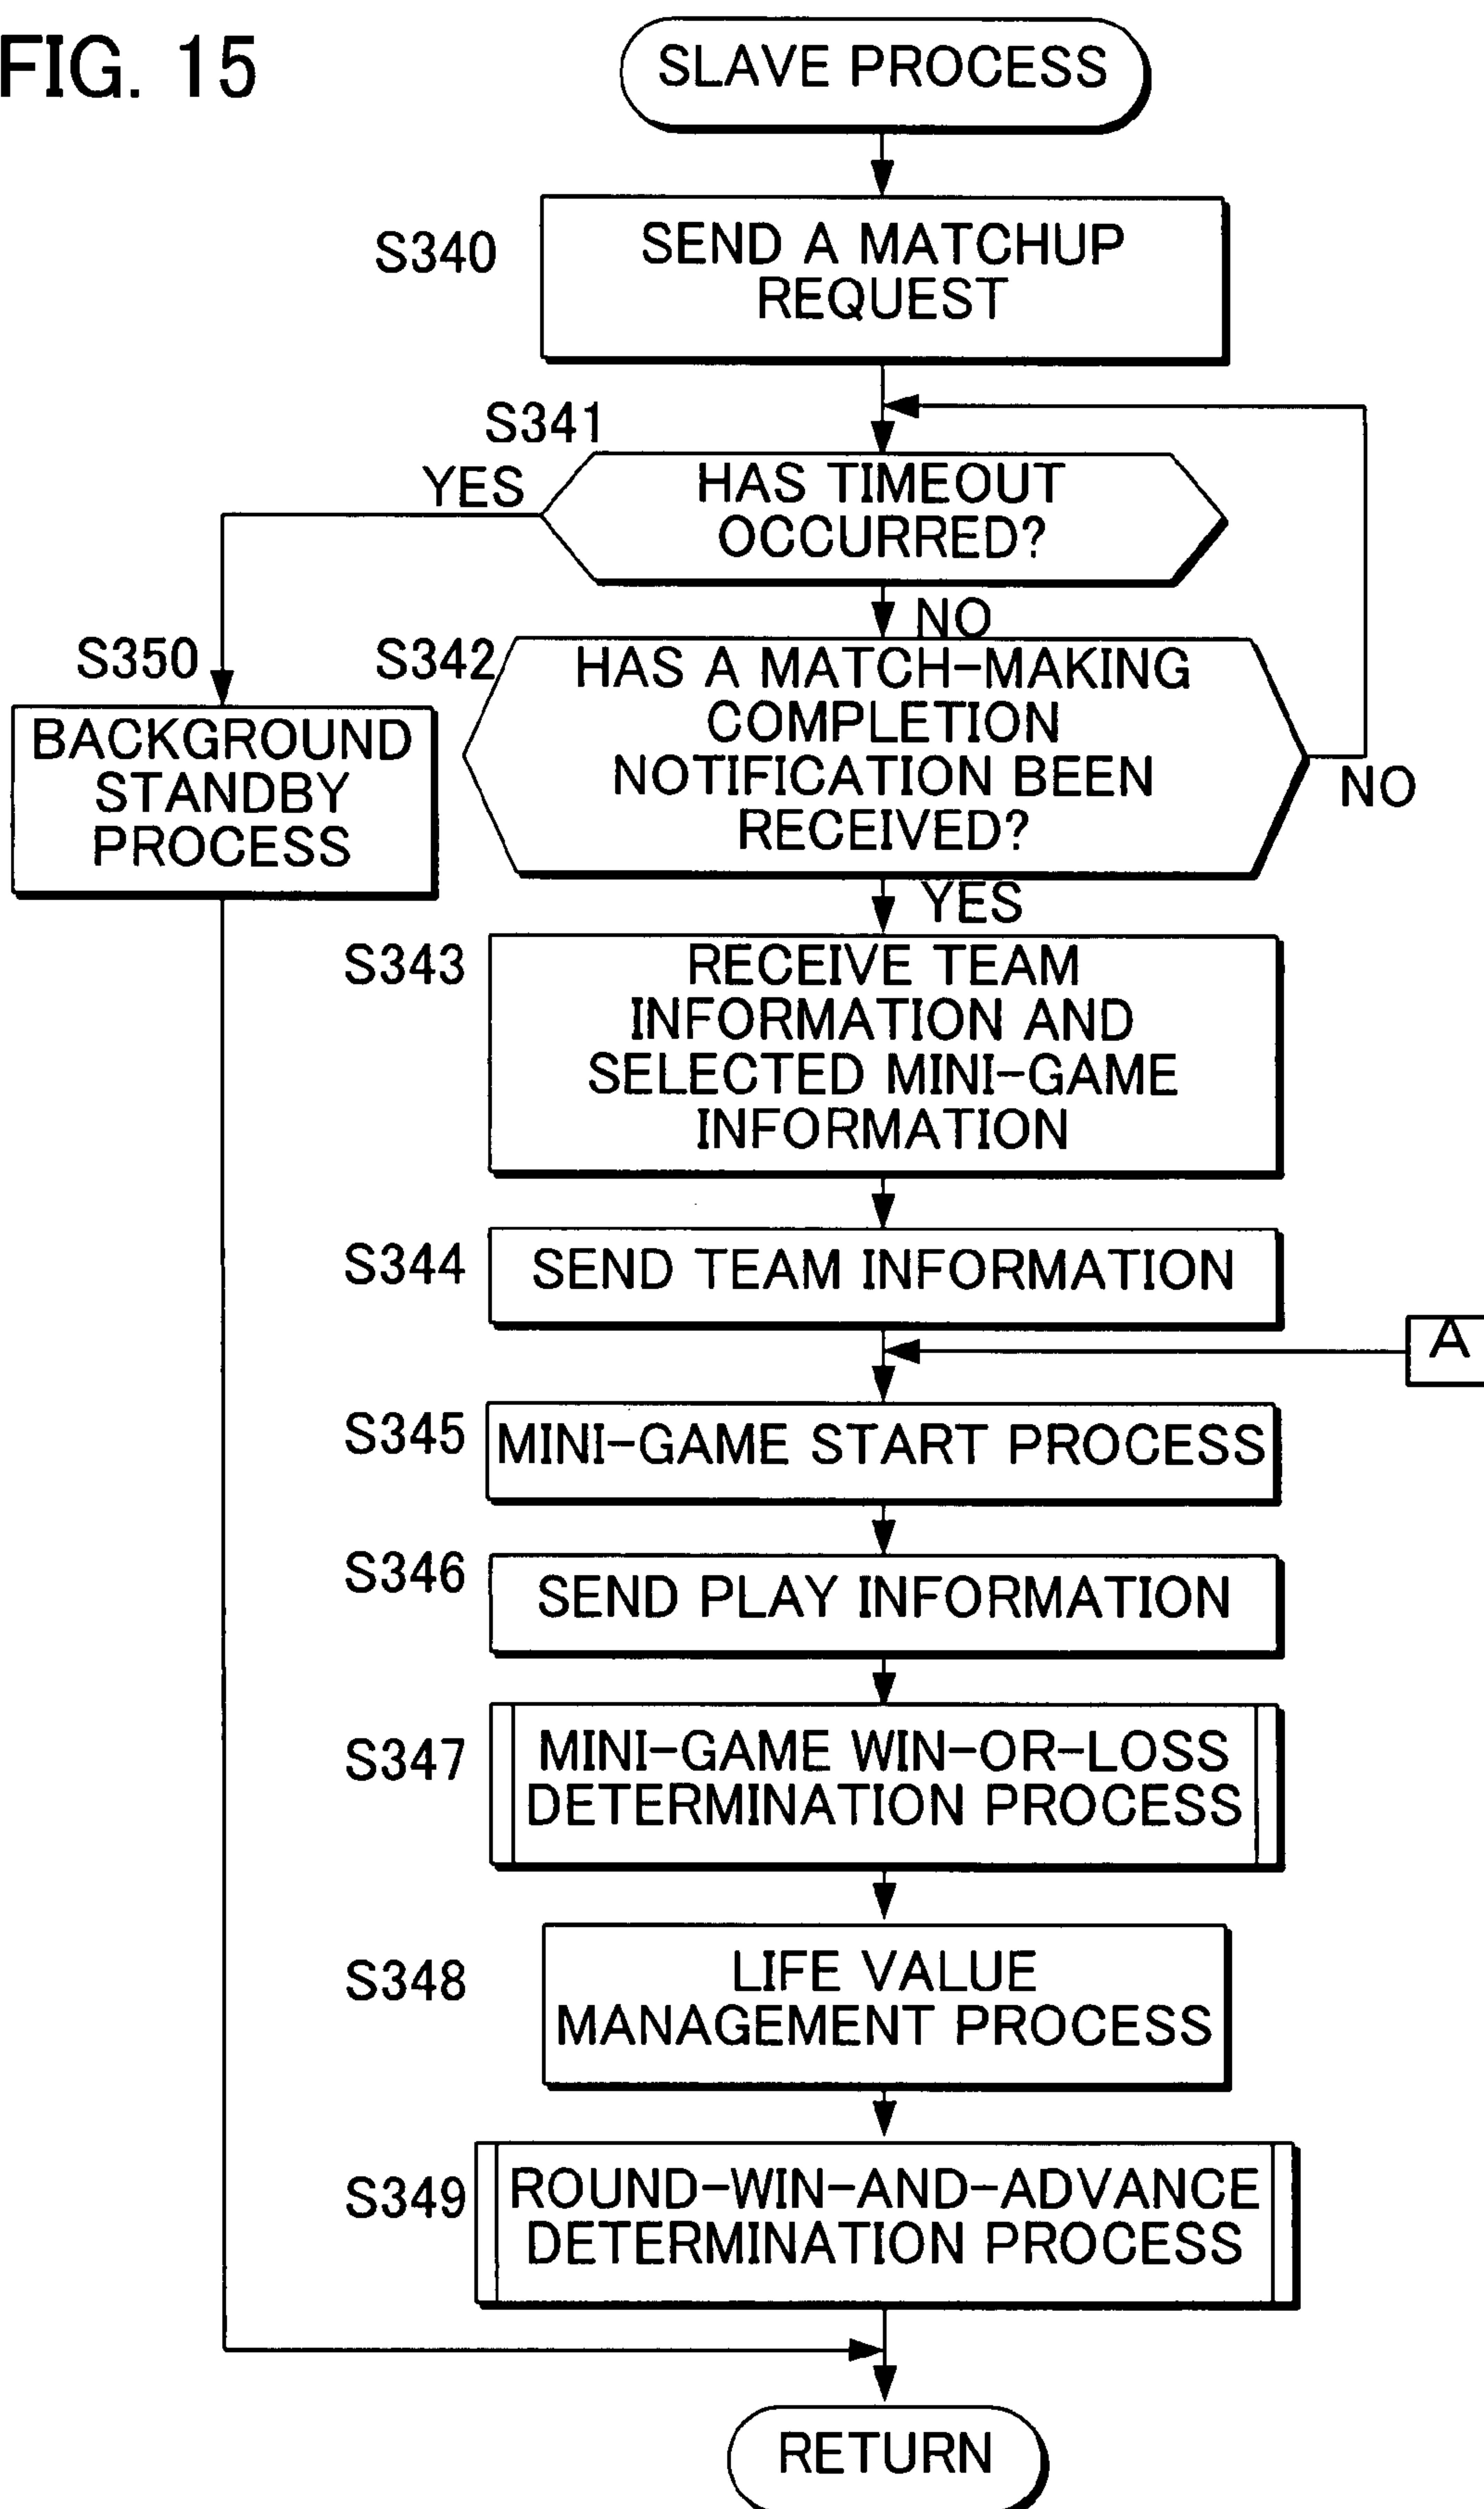 FIG. 15
SLAVE PROCESS
S340
SEND A MATCHUP
REQUEST
S341
HAS TIMEOUT
OCCURRED?
YES
NO
S350
BACKGROUND
STANDBY
PROCESS
S342
HAS A MATCH-MAKING
COMPLETION
NOTIFICATION BEEN
RECEIVED?
NO
YES
S343
RECEIVE TEAM
INFORMATION AND
SELECTED MINI-GAME
INFORMATION
S344
SEND TEAM INFORMATION
A
S345
MINI-GAME START PROCESS
S346
SEND PLAY INFORMATION
S347
MINI-GAME WIN-OR-LOSS
DETERMINATION PROCESS
S348
LIFE VALUE
MANAGEMENT PROCESS
S349
ROUND-WIN-AND-ADVANCE
DETERMINATION PROCESS
RETURN